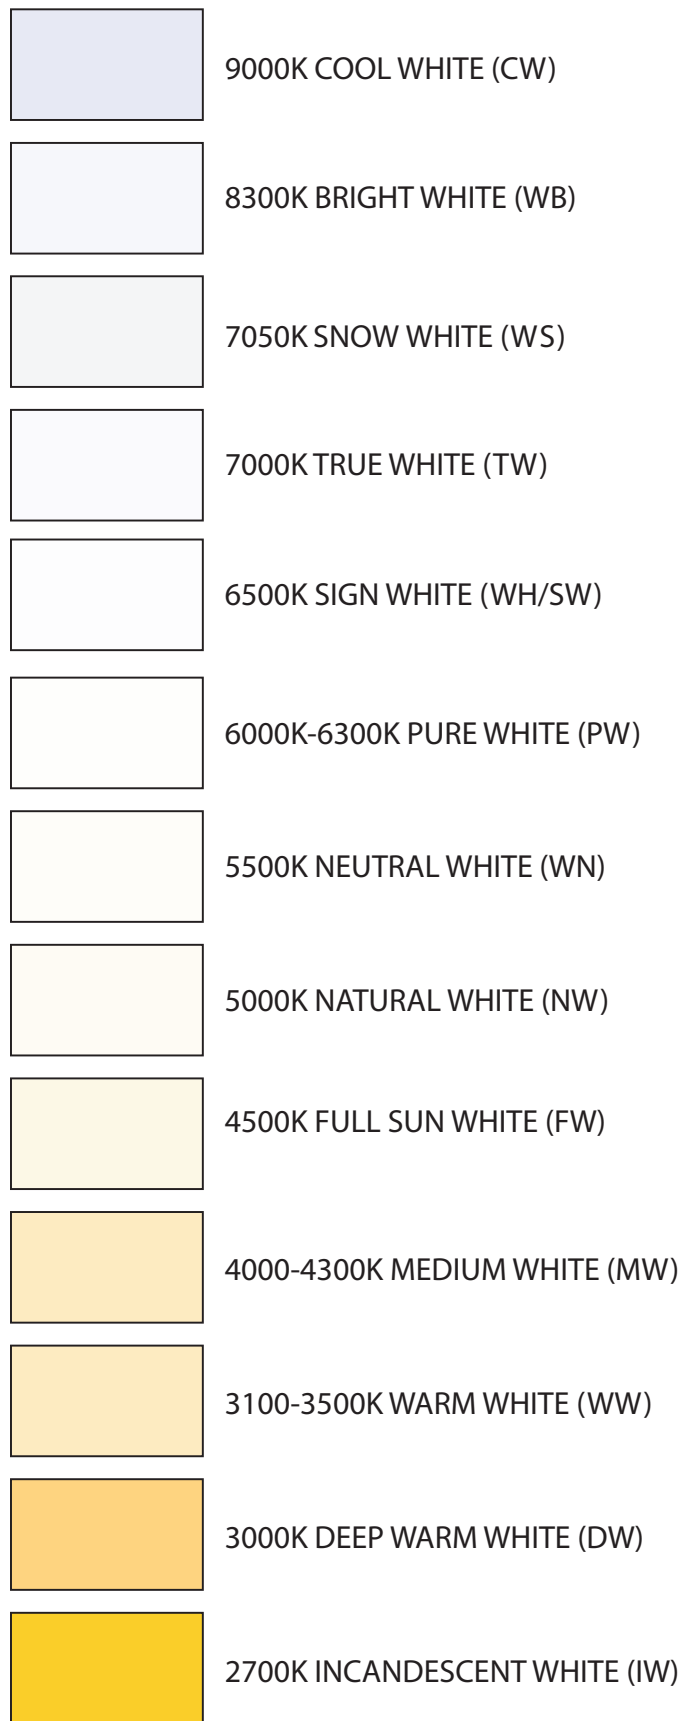 9000K COOL WHITE (CW)
8300K BRIGHT WHITE (WB)
7050K SNOW WHITE (WS)
7000K TRUE WHITE (TW)
6500K SIGN WHITE (WH/SW)
6000K-6300K PURE WHITE (PW)
5500K NEUTRAL WHITE (WN)
5000K NATURAL WHITE (NW)
4500K FULL SUN WHITE (FW)
4000-4300K MEDIUM WHITE (MW)
3100-3500K WARM WHITE (WW)
3000K DEEP WARM WHITE (DW)
2700K INCANDESCENT WHITE (IW)